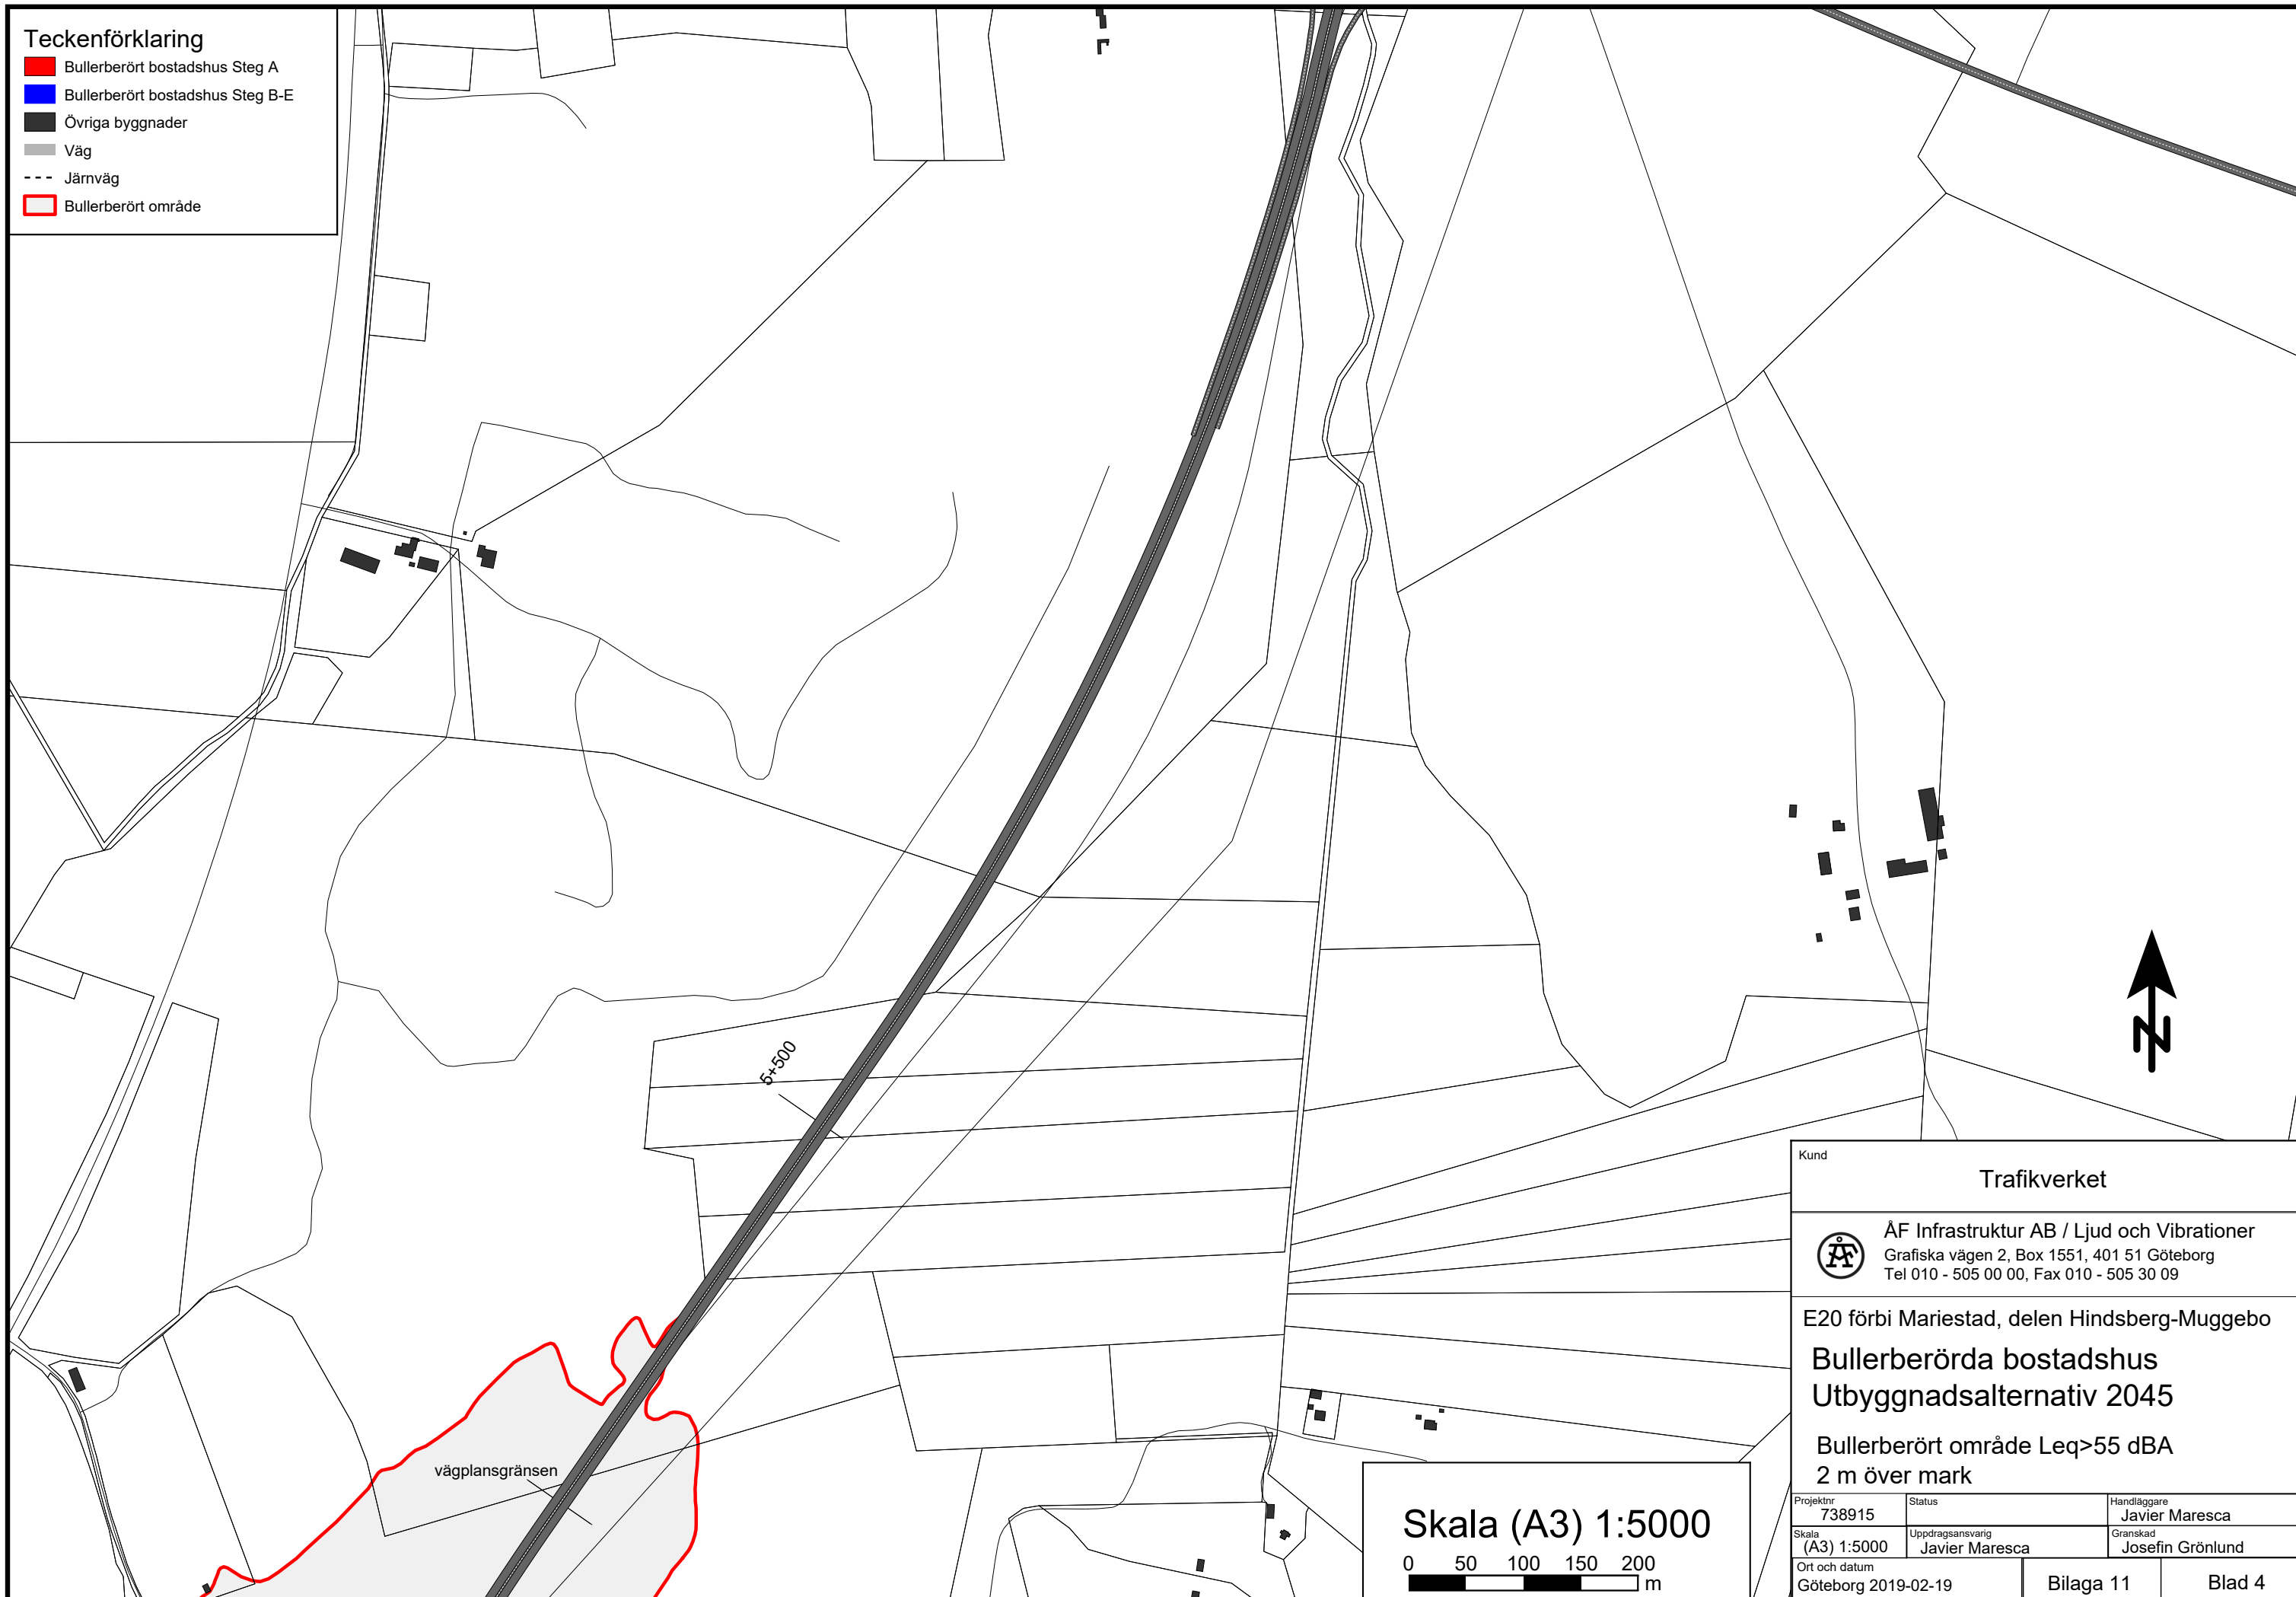 Teckenförklaring
Bullerberört bostadshus Steg A
Bullerberört bostadshus Steg B-E
Övriga byggnader
Väg
Järnväg
Bullerberört område
5+500
vägplansgränsen
N
Skala (A3) 1:5000
0 50 100 150 200
m
Kund
Trafikverket
ÅF
ÅF Infrastruktur AB / Ljud och Vibrationer
Grafiska vägen 2, Box 1551, 401 51 Göteborg
Tel 010 - 505 00 00, Fax 010 - 505 30 09
E20 förbi Mariestad, delen Hindsberg-Muggebo
Bullerberörda bostadshus
Utbyggnadsalternativ 2045
Bullerberört område Leq>55 dBA
2 m över mark
Projektnr
738915
Status
Handläggare
Javier Maresca
Skala
(A3) 1:5000
Uppdragsansvarig
Javier Maresca
Granskad
Josefin Grönlund
Ort och datum
Göteborg 2019-02-19
Bilaga 11
Blad 4